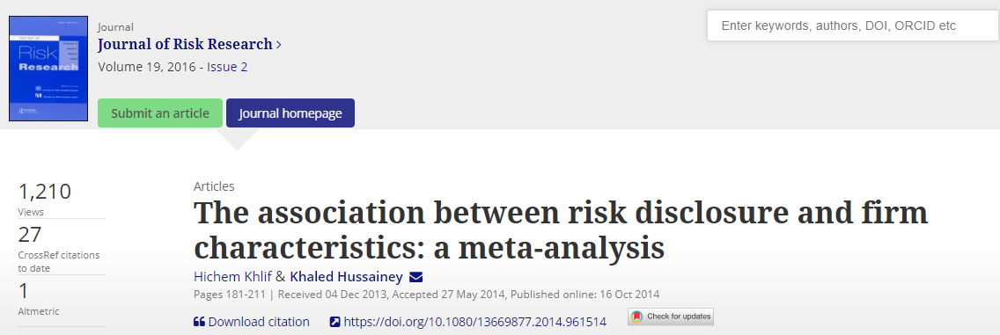 Journal
Journal of Risk Research ›
Volume 19, 2016 - Issue 2
Enter keywords, authors, DOI, ORCID etc
Risk
Research
Submit an article
Journal homepage
1,210
Views
27
CrossRef citations
to date
1
Altmetric
Articles
The association between risk disclosure and firm
characteristics: a meta-analysis
Hichem Khlif & Khaled Hussainey
Pages 181-211 | Received 04 Dec 2013, Accepted 27 May 2014, Published online: 16 Oct 2014
Download citation
https://doi.org/10.1080/13669877.2014.961514
Check for updates